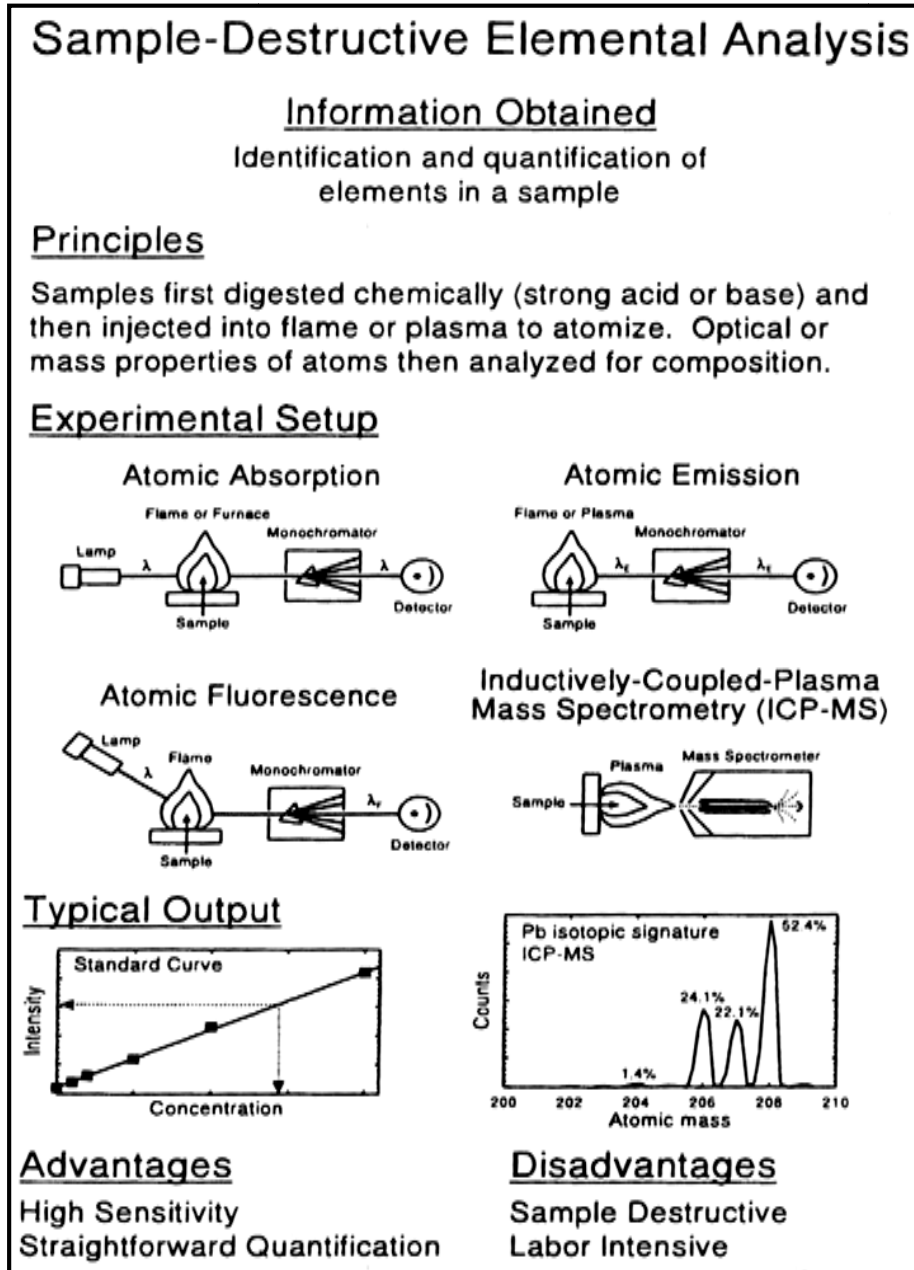 Sample-Destructive Elemental Analysis
Information Obtained
Identification and quantification of
elements in a sample
Principles
Samples first digested chemically (strong acid or base) and
then injected into flame or plasma to atomize. Optical or
mass properties of atoms then analyzed for composition.
Experimental Setup
Atomic Absorption
Flame or Furnace
Monochromator
Lamp
λ
λ
Sample
Detector
Atomic Emission
Flame or Plasma
Monochromator
λE
λE
Sample
Detector
Atomic Fluorescence
Lamp
Flame
λ
Monochromator
λF
Sample
Detector
Inductively-Coupled-Plasma
Mass Spectrometry (ICP-MS)
Plasma
Mass Spectrometer
Sample
Typical Output
Standard Curve
Intensity
Concentration
Pb isotopic signature
ICP-MS
52.4%
24.1%
22.1%
1.4%
Counts
200 202 204 206 208 210
Atomic mass
Advantages
High Sensitivity
Straightforward Quantification
Disadvantages
Sample Destructive
Labor Intensive